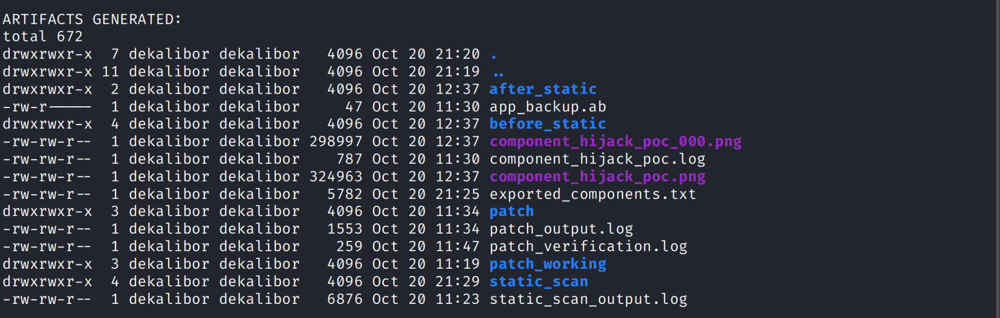 ARTIFACTS GENERATED:
total 672
drwxrwxr-x  7 dekalibor dekalibor   4096 Oct 20 21:20 .
drwxrwxr-x 11 dekalibor dekalibor   4096 Oct 20 21:19 ..
drwxrwxr-x  2 dekalibor dekalibor   4096 Oct 20 12:37 after_static
-rw-r-----  1 dekalibor dekalibor     47 Oct 20 11:30 app_backup.ab
drwxrwxr-x  4 dekalibor dekalibor   4096 Oct 20 12:37 before_static
-rw-rw-r--  1 dekalibor dekalibor 298997 Oct 20 12:37 component_hijack_poc_000.png
-rw-rw-r--  1 dekalibor dekalibor    787 Oct 20 11:30 component_hijack_poc.log
-rw-rw-r--  1 dekalibor dekalibor 324963 Oct 20 12:37 component_hijack_poc.png
-rw-rw-r--  1 dekalibor dekalibor   5782 Oct 20 21:25 exported_components.txt
drwxrwxr-x  3 dekalibor dekalibor   4096 Oct 20 11:34 patch
-rw-rw-r--  1 dekalibor dekalibor   1553 Oct 20 11:34 patch_output.log
-rw-rw-r--  1 dekalibor dekalibor    259 Oct 20 11:47 patch_verification.log
drwxrwxr-x  3 dekalibor dekalibor   4096 Oct 20 11:19 patch_working
drwxrwxr-x  4 dekalibor dekalibor   4096 Oct 20 21:29 static_scan
-rw-rw-r--  1 dekalibor dekalibor   6876 Oct 20 11:23 static_scan_output.log